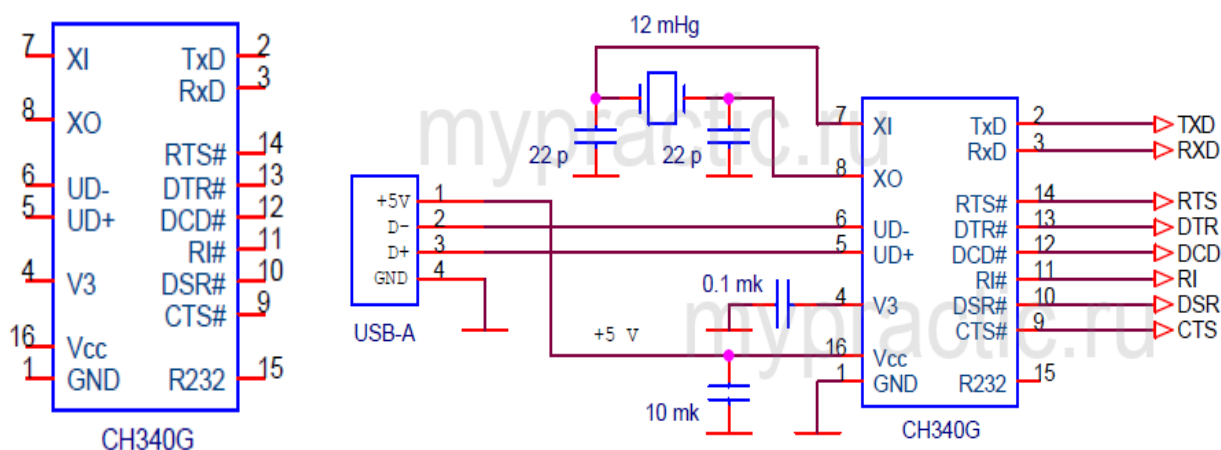 7 XI TxD 2
RxD 3
8 XO
RTS# 14
6 UD- DTR# 13
5 UD+ DCD# 12
RI# 11
4 V3 DSR# 10
CTS# 9
16 Vcc
1 GND R232 15
CH340G
12 mHg
mypractic.ru
22 p 22 p
+5V 1
D- 2
D+ 3
GND 4
USB-A
0.1 mk
+5 V
10 mk
mypractic.ru
7 XI TxD 2 TXD
RxD 3 RXD
8 XO
RTS# 14 RTS
6 UD- DTR# 13 DTR
5 UD+ DCD# 12 DCD
RI# 11 RI
4 V3 DSR# 10 DSR
CTS# 9 CTS
16 Vcc
1 GND R232 15
CH340G